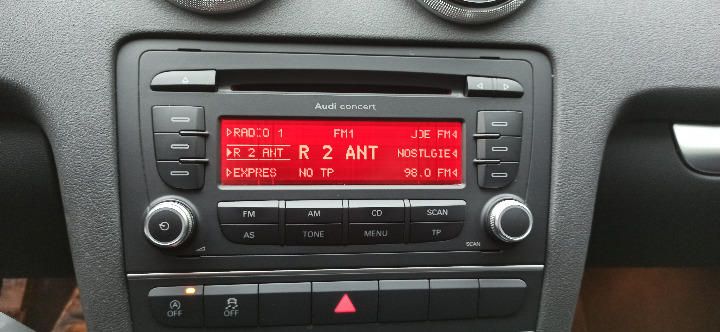 Audi concert
RADIO 1 FM1 JOE FM
R 2 ANT R 2 ANT NOSTLGIE
EXPRES NO TP 98.0 FM
FM AM CD SCAN
AS TONE MENU TP
SCAN
OFF OFF